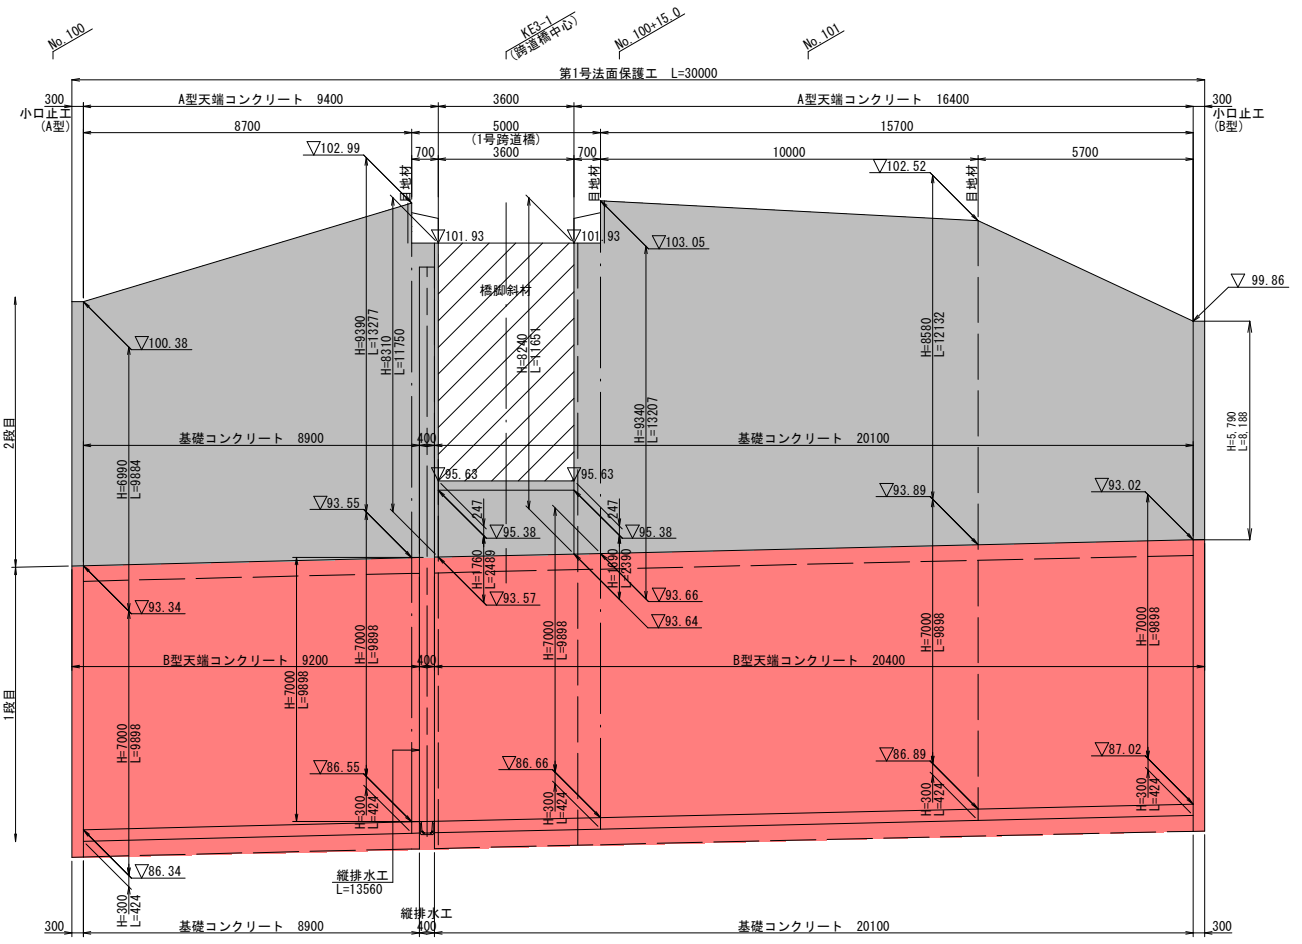 No.100
KE3-1
(跨道橋中心)
No.100+15.0
No.101
第1号法面保護工 L=30000
300
A型天端コンクリート 9400
3600
A型天端コンクリート 16400
300
小口止工
(A型)
小口止工
(B型)
8700
5000
(1号跨道橋)
15700
700
3600
700
10000
5700
▽102.99
目地材
目地材
▽102.52
目地材
▽101.93
▽101.93
▽103.05
▽99.86
橋脚斜材
▽100.38
H=9390
L=13277
H=8310
L=11750
H=8240
L=11651
H=8580
L=12132
H=9340
L=13207
H=5,790
L=8,188
2段目
基礎コンクリート 8900
400
基礎コンクリート 20100
H=6990
L=9884
▽95.63
▽95.63
▽93.55
247
247
▽93.89
▽93.02
▽95.38
▽95.38
H=1760
L=2489
H=1690
L=2390
▽93.34
▽93.57
▽93.66
▽93.64
H=7000
L=9898
H=7000
L=9898
H=7000
L=9898
H=7000
L=9898
H=7000
L=9898
B型天端コンクリート 9200
400
B型天端コンクリート 20400
1段目
H=7000
L=9898
▽86.55
▽86.66
▽86.89
▽87.02
H=300
L=424
H=300
L=424
H=300
L=424
H=300
L=424
▽86.34
縦排水工
L=13560
H=300
L=424
縦排水工
300
基礎コンクリート 8900
400
基礎コンクリート 20100
300